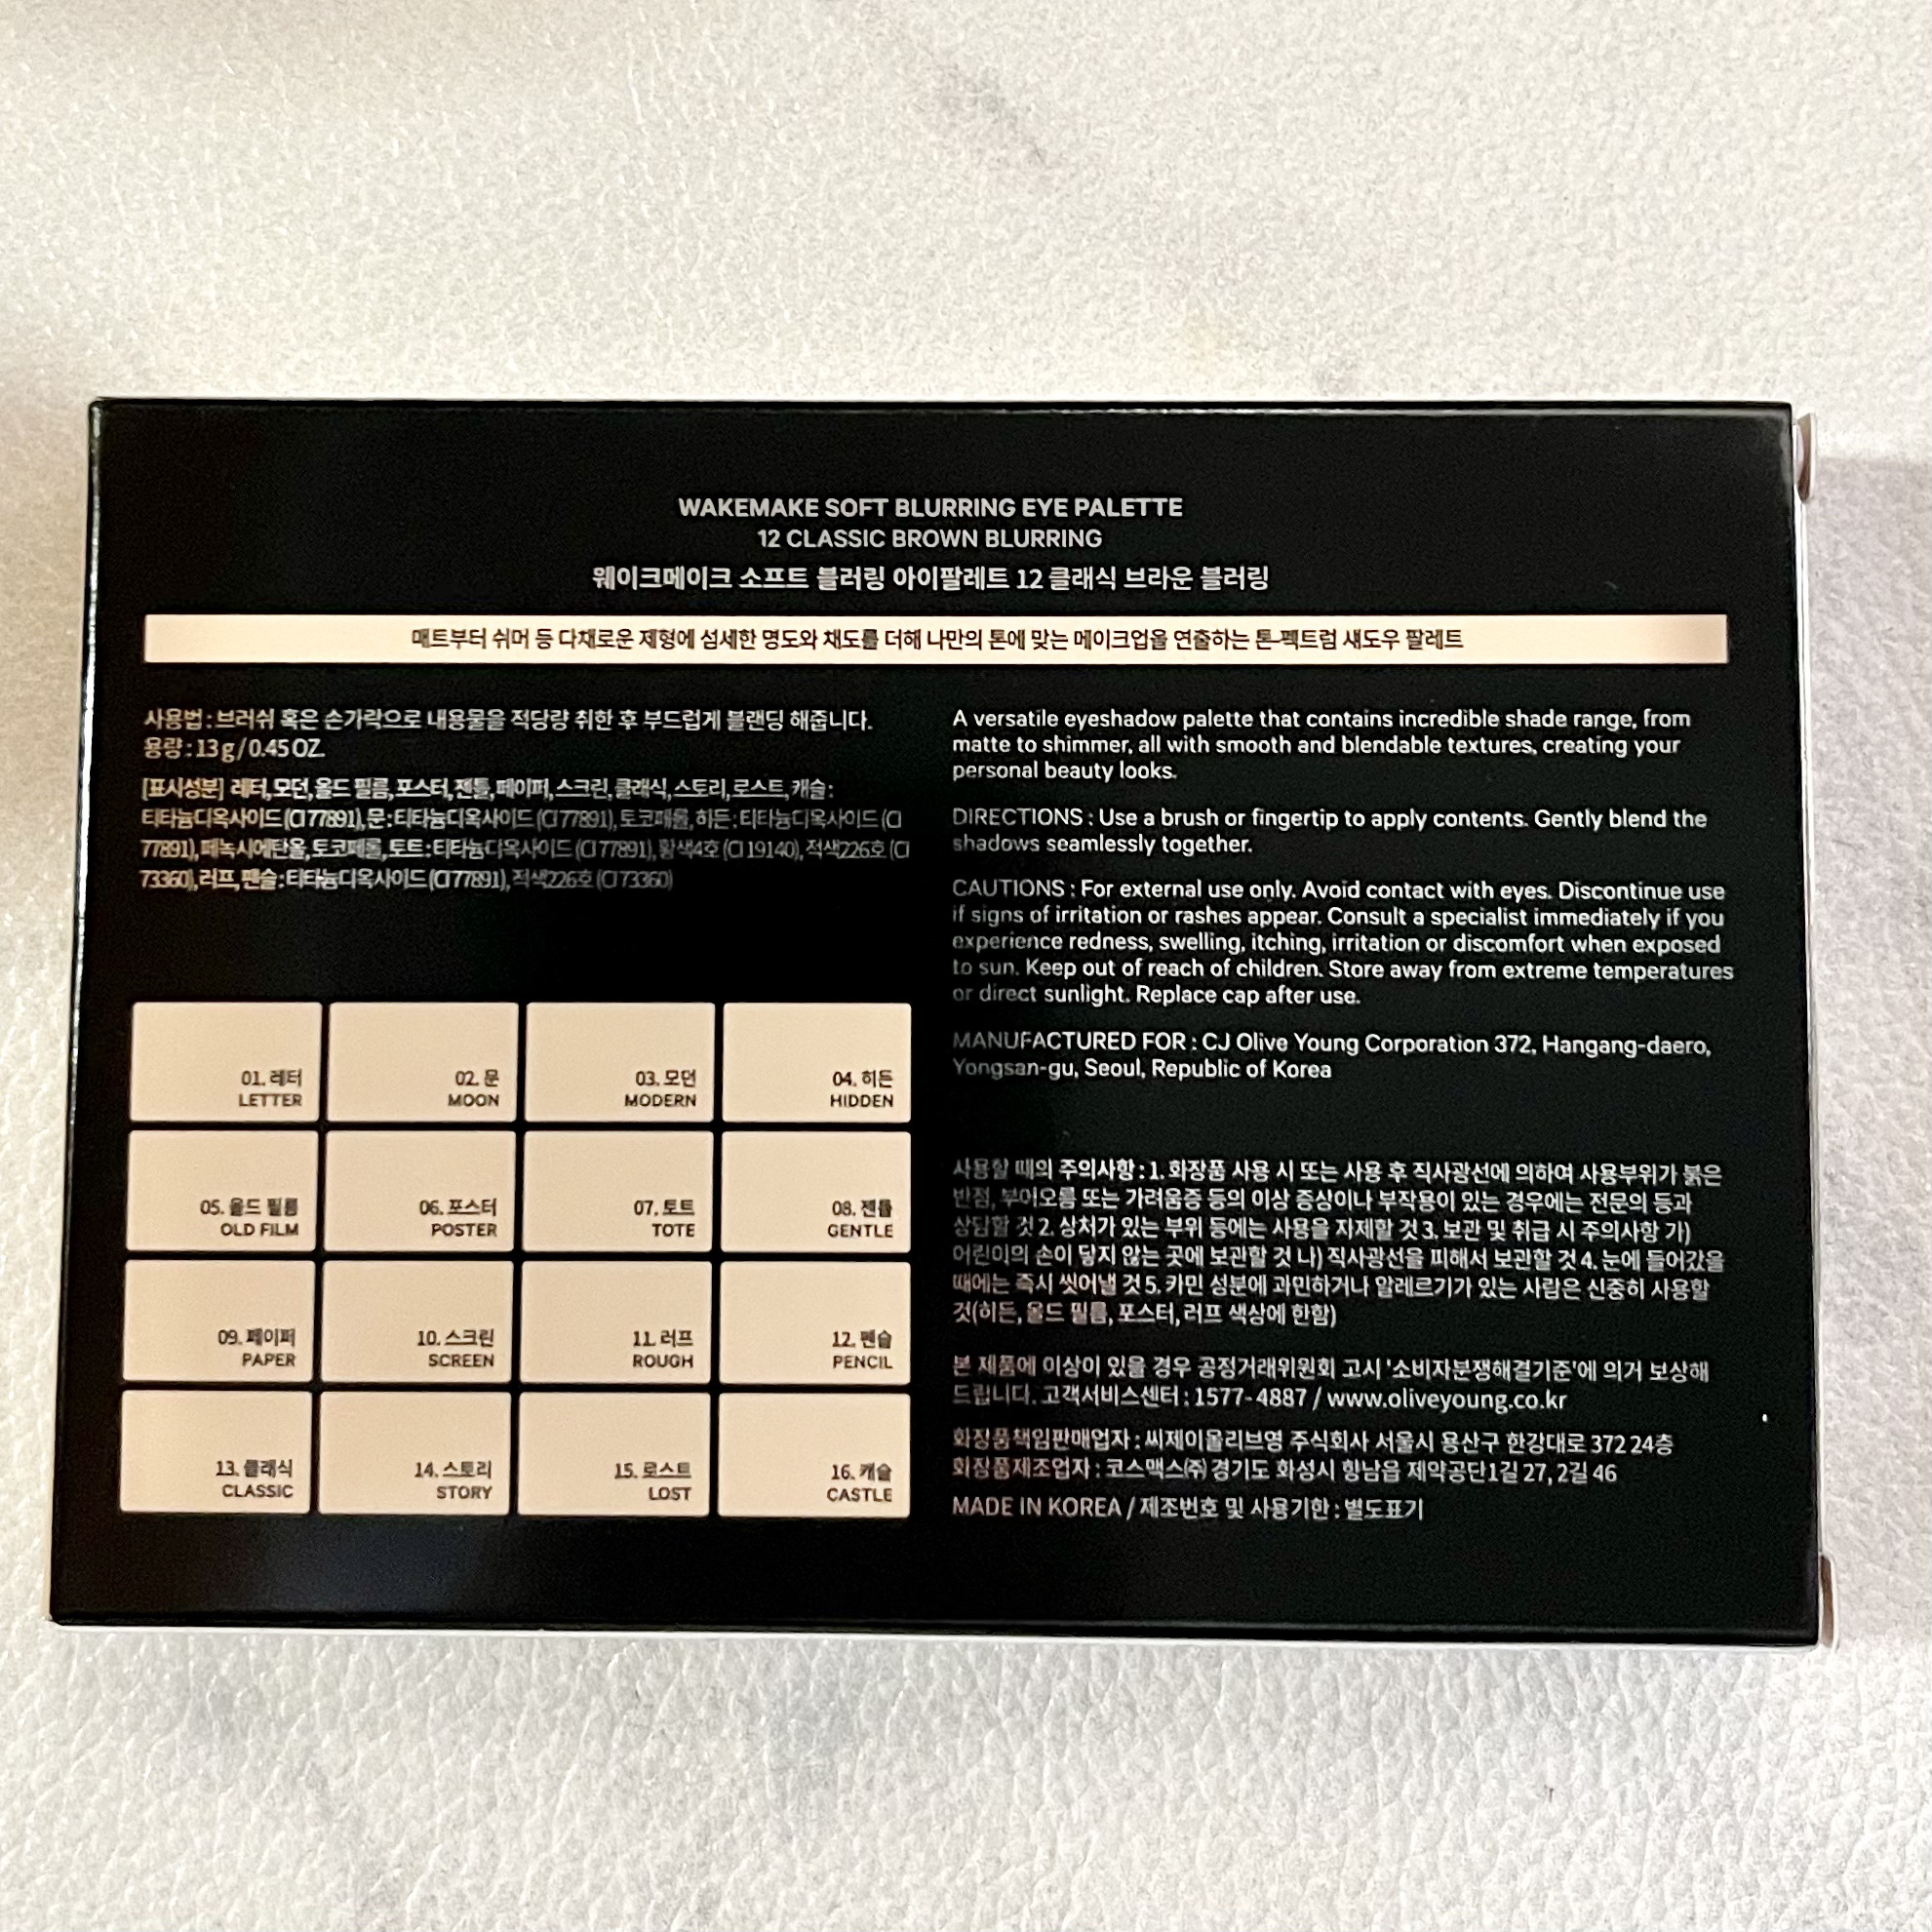 WAKEMAKE SOFT BLURRING EYE PALETTE
12 CLASSIC BROWN BLURRING
웨이크메이크 소프트 블러링 아이팔레트 12 클래식 브라운 블러링
매트부터 쉬머 등 다채로운 제형에 섬세한 명도와 채도를 더해 나만의 톤에 맞는 메이크업을 연출하는 톤-펙트럼 섀도우 팔레트
사용법 : 브러쉬 혹은 손가락으로 내용물을 적당량 취한 후 부드럽게 블랜딩 해줍니다.
용량 : 13 g / 0.45 OZ.
[표시성분] 레터, 모던, 올드 필름, 포스터, 젠틀, 페이퍼, 스크린, 클래식, 스토리, 로스트, 캐슬 :
티타늄디옥사이드 (CI 77891), 문 : 티타늄디옥사이드 (CI 77891), 토코페롤, 히든 : 티타늄디옥사이드 (CI
77891), 페녹시에탄올, 토코페롤, 토트 : 티타늄디옥사이드 (CI 77891), 황색4호 (CI 19140), 적색226호 (CI
73360), 러프, 펜슬 : 티타늄디옥사이드 (CI 77891), 적색226호 (CI 73360)
01. 레터
LETTER
02. 문
MOON
03. 모던
MODERN
04. 히든
HIDDEN
05. 올드 필름
OLD FILM
06. 포스터
POSTER
07. 토트
TOTE
08. 젠틀
GENTLE
09. 페이퍼
PAPER
10. 스크린
SCREEN
11. 러프
ROUGH
12. 펜슬
PENCIL
13. 클래식
CLASSIC
14. 스토리
STORY
15. 로스트
LOST
16. 캐슬
CASTLE
A versatile eyeshadow palette that contains incredible shade range, from
matte to shimmer, all with smooth and blendable textures, creating your
personal beauty looks.
DIRECTIONS : Use a brush or fingertip to apply contents. Gently blend the
shadows seamlessly together.
CAUTIONS : For external use only. Avoid contact with eyes. Discontinue use
if signs of irritation or rashes appear. Consult a specialist immediately if you
experience redness, swelling, itching, irritation or discomfort when exposed
to sun. Keep out of reach of children. Store away from extreme temperatures
or direct sunlight. Replace cap after use.
MANUFACTURED FOR : CJ Olive Young Corporation 372, Hangang-daero,
Yongsan-gu, Seoul, Republic of Korea
사용할 때의 주의사항 : 1. 화장품 사용 시 또는 사용 후 직사광선에 의하여 사용부위가 붉은
반점, 부어오름 또는 가려움증 등의 이상 증상이나 부작용이 있는 경우에는 전문의 등과
상담할 것 2. 상처가 있는 부위 등에는 사용을 자제할 것 3. 보관 및 취급 시 주의사항 가)
어린이의 손이 닿지 않는 곳에 보관할 것 나) 직사광선을 피해서 보관할 것 4. 눈에 들어갔을
때에는 즉시 씻어낼 것 5. 카민 성분에 과민하거나 알레르기가 있는 사람은 신중히 사용할
것(히든, 올드 필름, 포스터, 러프 색상에 한함)
본 제품에 이상이 있을 경우 공정거래위원회 고시 '소비자분쟁해결기준'에 의거 보상해
드립니다. 고객서비스센터 : 1577-4887 / www.oliveyoung.co.kr
화장품책임판매업자 : 씨제이올리브영 주식회사 서울시 용산구 한강대로 372 24층
화장품제조업자 : 코스맥스㈜ 경기도 화성시 향남읍 제약공단1길 27, 2길 46
MADE IN KOREA / 제조번호 및 사용기한 : 별도표기